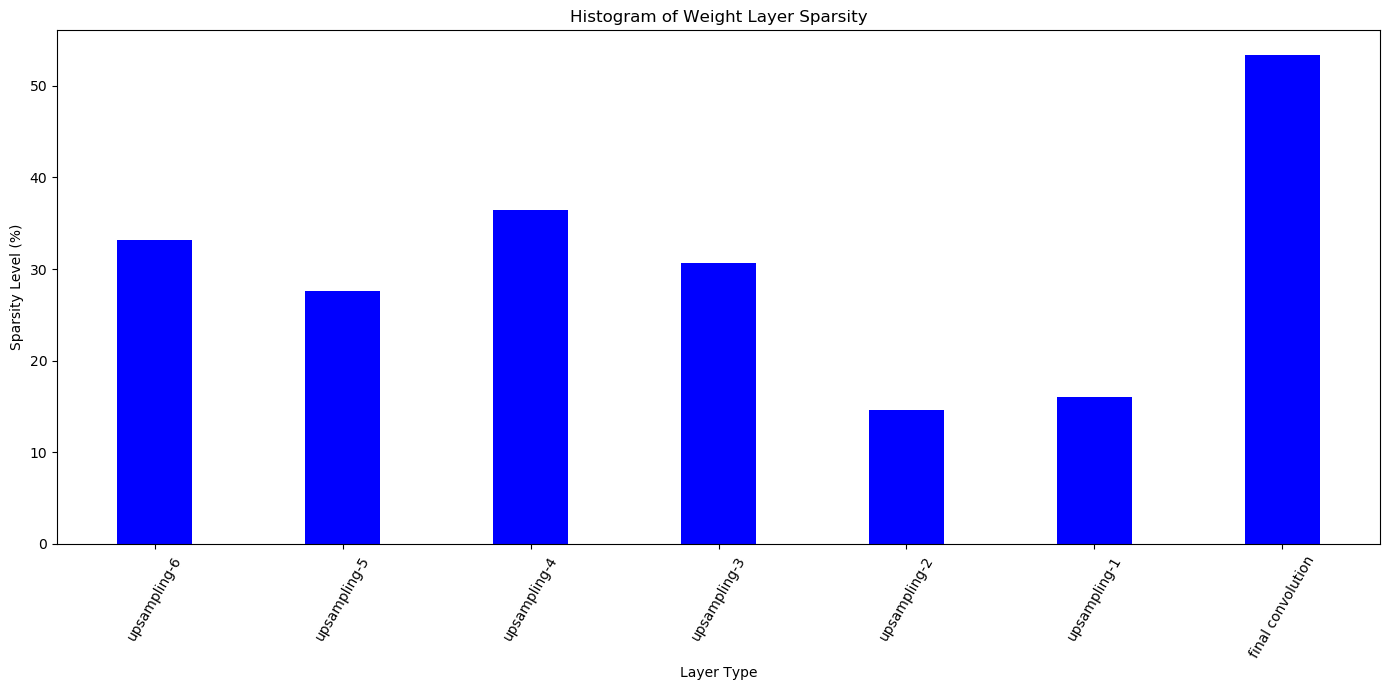 Histogram of Weight Layer Sparsity
Sparsity Level (%)
50
40
30
20
10
0
upsampling-6
upsampling-5
upsampling-4
upsampling-3
upsampling-2
upsampling-1
final convolution
Layer Type